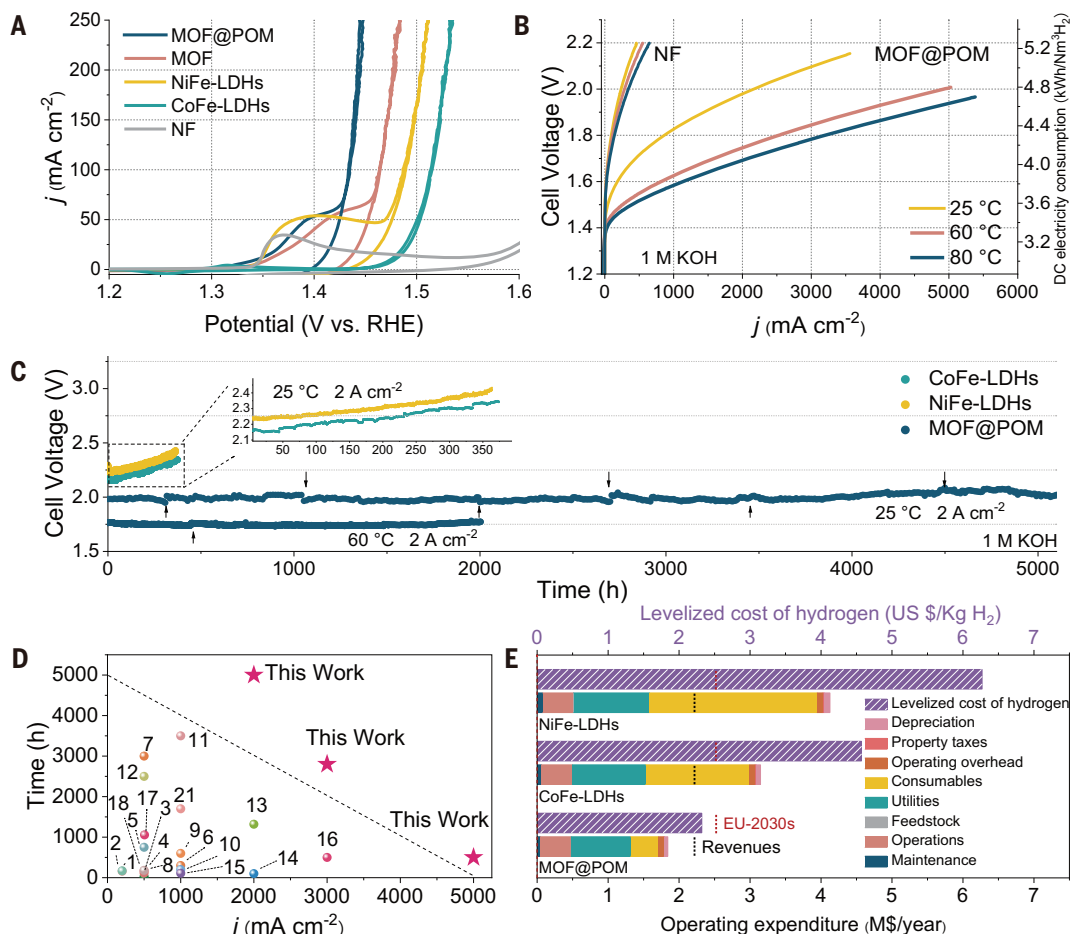 A
250
200
150
100
50
0
j (mA cm⁻²)
MOF@POM
MOF
NiFe-LDHs
CoFe-LDHs
NF
1.2 1.3 1.4 1.5 1.6
Potential (V vs. RHE)
B
2.2
2.0
1.8
1.6
1.4
1.2
Cell Voltage (V)
NF
MOF@POM
25 °C
60 °C
80 °C
1 M KOH
5.2
4.8
4.4
4.0
3.6
3.2
DC electricity consumption (kWh/Nm³H₂)
0 1000 2000 3000 4000 5000 6000
j (mA cm⁻²)
C
3.0
2.5
2.0
1.5
Cell Voltage (V)
25 °C 2 A cm⁻²
2.4
2.3
2.2
2.1
50 100 150 200 250 300 350
CoFe-LDHs
NiFe-LDHs
MOF@POM
25 °C 2 A cm⁻²
60 °C 2 A cm⁻²
1 M KOH
0 1000 2000 3000 4000 5000
Time (h)
D
5000
4000
3000
2000
1000
0
Time (h)
This Work
This Work
This Work
7
11
12
18 17 3 21
5
13
9 6
2 1 4 10
8 15 14
16
0 1000 2000 3000 4000 5000
j (mA cm⁻²)
Levelized cost of hydrogen (US $/Kg H₂)
0 1 2 3 4 5 6 7
E
NiFe-LDHs
CoFe-LDHs
MOF@POM
EU-2030s
Revenues
Levelized cost of hydrogen
Depreciation
Property taxes
Operating overhead
Consumables
Utilities
Feedstock
Operations
Maintenance
0 1 2 3 4 5 6 7
Operating expenditure (M$/year)